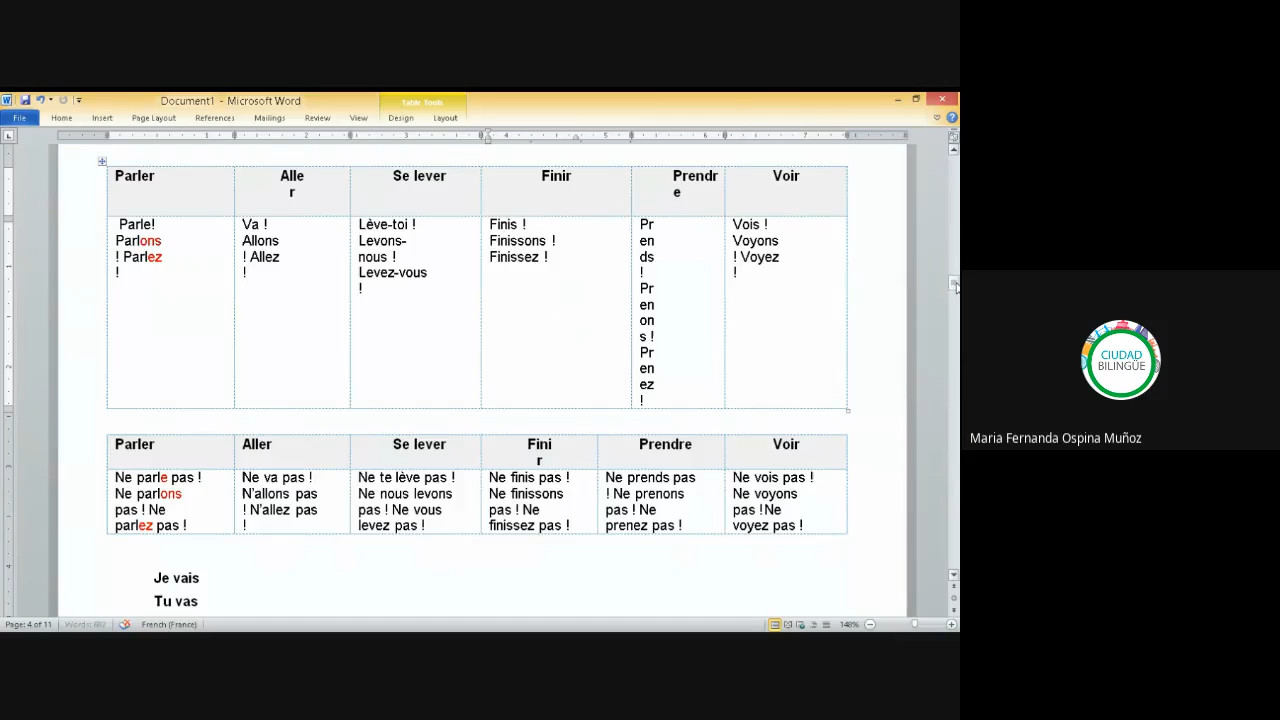 Document1 - Microsoft Word
Table Tools
File Home Insert Page Layout References Mailings Review View Design Layout
Parler Alle Se lever Finir Prendr Voir
r e
Parle! Va ! Lève-toi ! Finis ! Pr Vois !
Parlons Allons Levons- Finissons ! en Voyons
! Parlez ! Allez nous ! Finissez ! ds ! Voyez
! ! Levez-vous ! !
! Pr
en
on
s !
Pr
en
ez
!
Parler Aller Se lever Fini Prendre Voir
r
Ne parle pas ! Ne va pas ! Ne te lève pas ! Ne finis pas ! Ne prends pas Ne vois pas !
Ne parlons N'allons pas Ne nous levons Ne finissons ! Ne prenons Ne voyons
pas ! Ne ! N'allez pas pas ! Ne vous pas ! Ne pas ! Ne pas !Ne
parlez pas ! ! levez pas ! finissez pas ! prenez pas ! voyez pas !
Je vais
Tu vas
Page: 4 of 11 Words: 682 French (France) 148%
CIUDAD
BILINGÜE
Maria Fernanda Ospina Muñoz